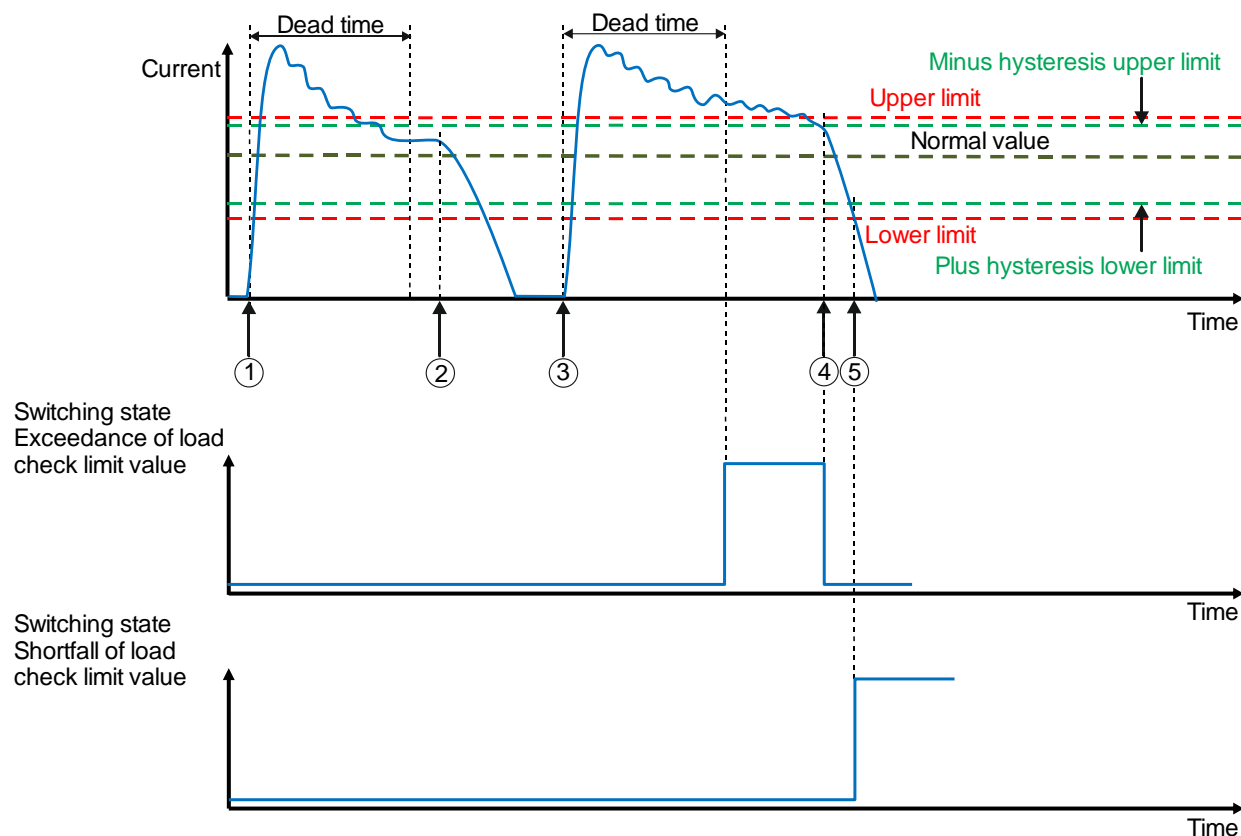 Dead time
Dead time
Current
Minus hysteresis upper limit
Upper limit
Normal value
Lower limit
Plus hysteresis lower limit
Time
1
2
3
4
5
Switching state
Exceedance of load
check limit value
Time
Switching state
Shortfall of load
check limit value
Time